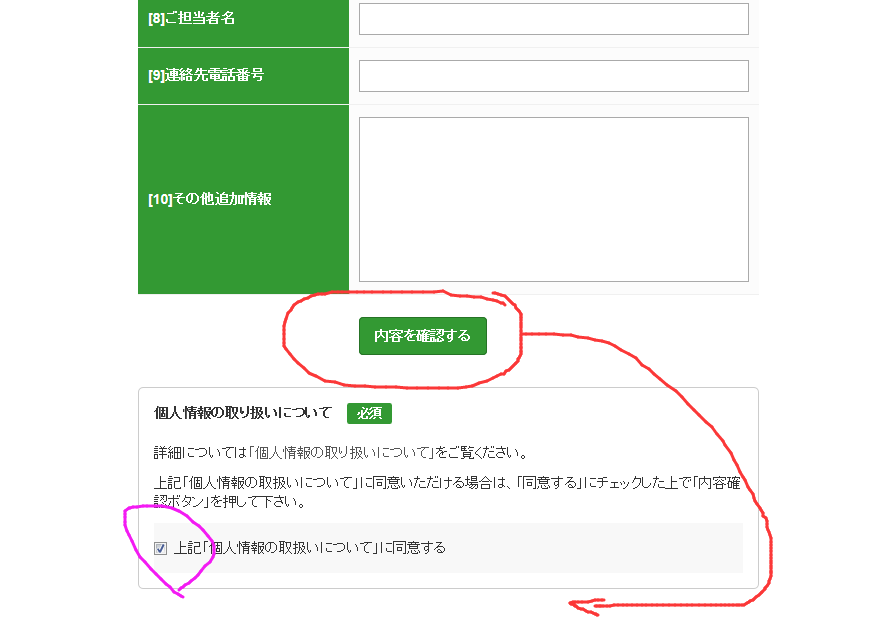 [8]ご担当者名
[9]連絡先電話番号
[10]その他追加情報
内容を確認する
個人情報の取り扱いについて 必須
詳細については「個人情報の取り扱いについて」をご覧ください。
上記「個人情報の取扱いについて」に同意いただける場合は、「同意する」にチェックした上で「内容確
認ボタン」を押して下さい。
上記「個人情報の取扱いについて」に同意する